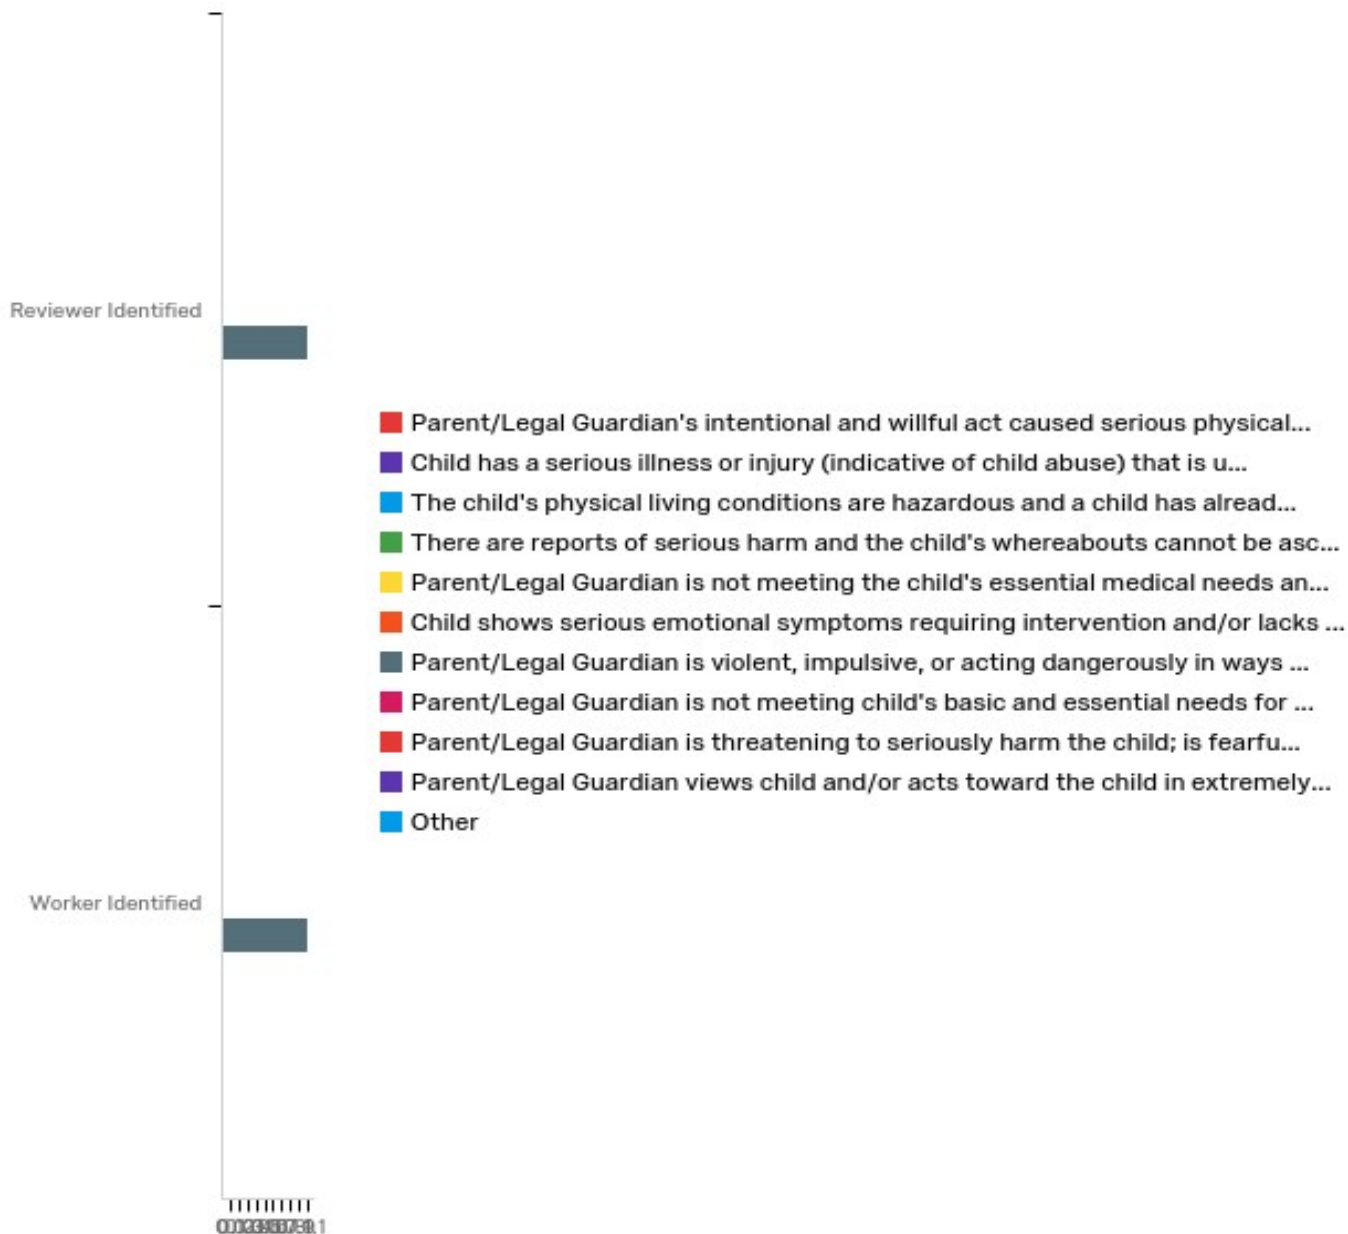 Reviewer Identified
Parent/Legal Guardian's intentional and willful act caused serious physical...
Child has a serious illness or injury (indicative of child abuse) that is u...
The child's physical living conditions are hazardous and a child has alread...
There are reports of serious harm and the child's whereabouts cannot be asc...
Parent/Legal Guardian is not meeting the child's essential medical needs an...
Child shows serious emotional symptoms requiring intervention and/or lacks ...
Parent/Legal Guardian is violent, impulsive, or acting dangerously in ways ...
Parent/Legal Guardian is not meeting child's basic and essential needs for ...
Parent/Legal Guardian is threatening to seriously harm the child; is fearfu...
Parent/Legal Guardian views child and/or acts toward the child in extremely...
Other
Worker Identified